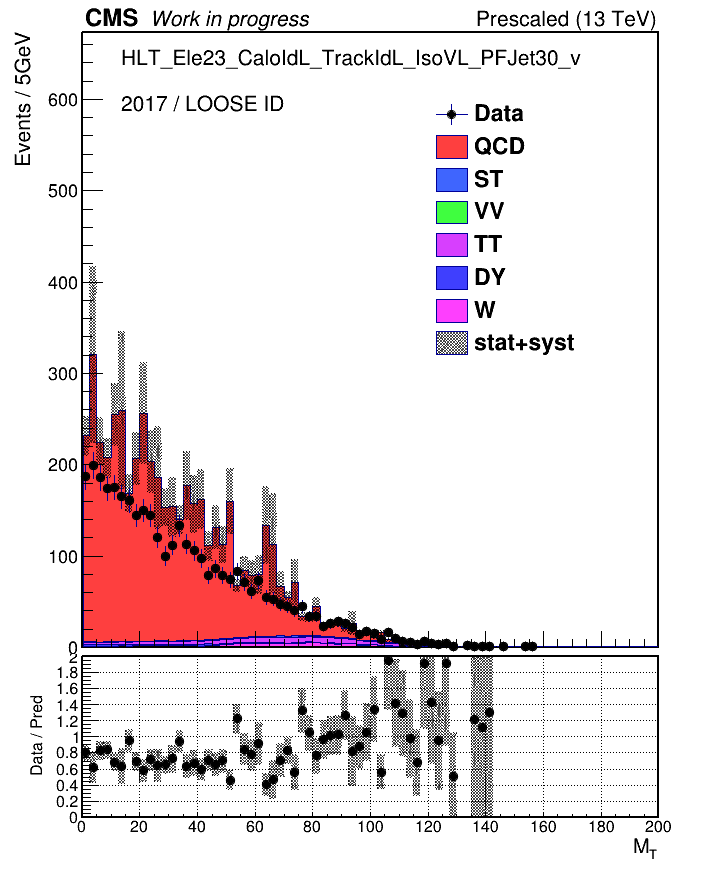 CMS Work in progress Prescaled (13 TeV)
Events / 5GeV
HLT_Ele23_CaloIdL_TrackIdL_IsoVL_PFJet30_v
2017 / LOOSE ID
Data
QCD
ST
VV
TT
DY
W
stat+syst
600
500
400
300
200
100
0
Data / Pred
2
1.8
1.6
1.4
1.2
1
0.8
0.6
0.4
0.2
0
0 20 40 60 80 100 120 140 160 180 200
M_T